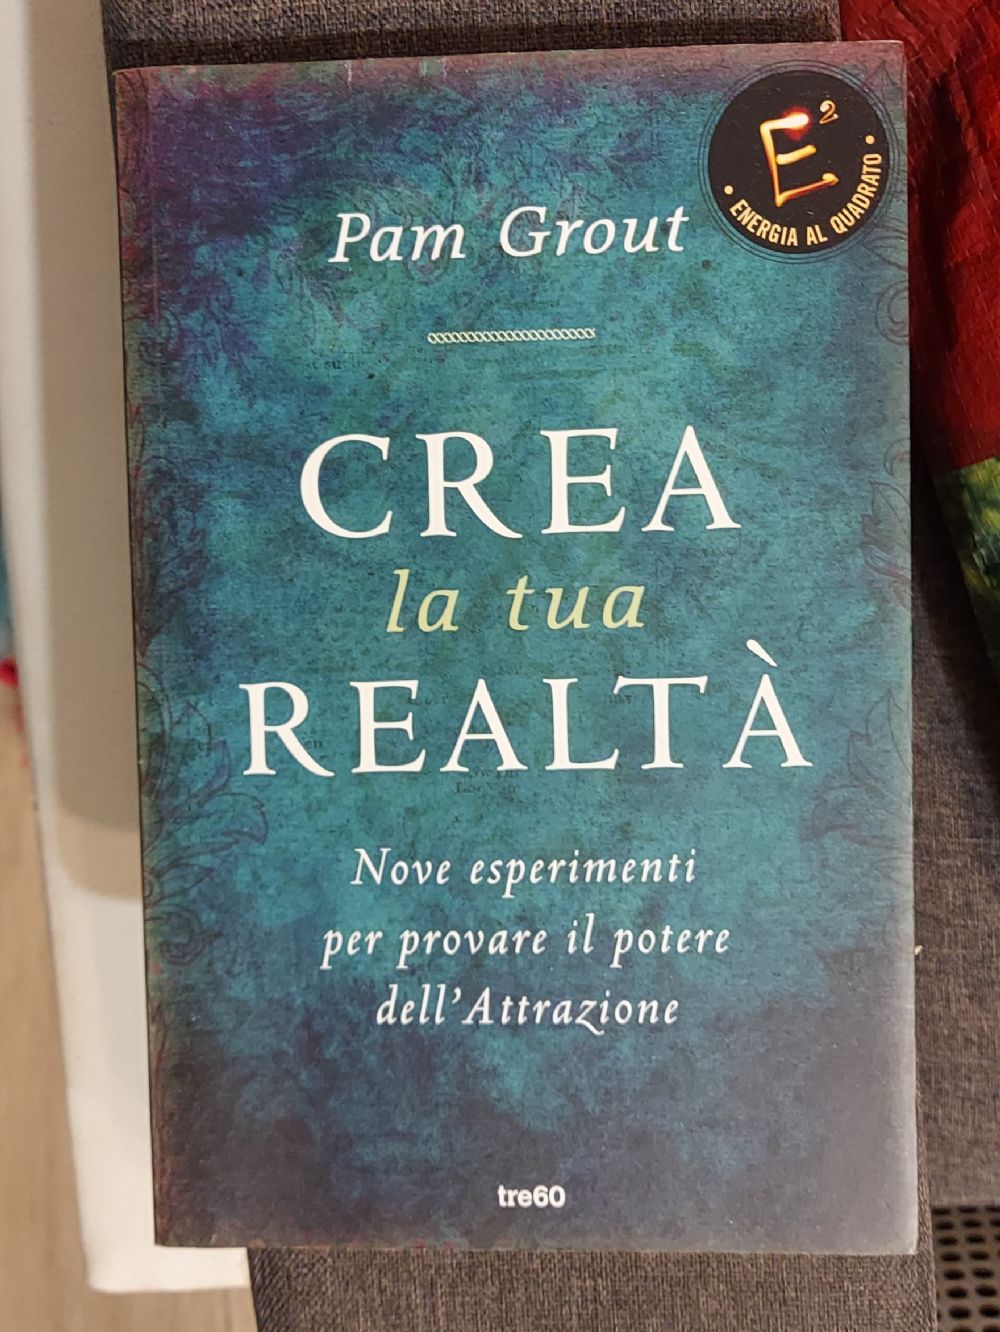 E²
• ENERGIA AL QUADRATO •
Pam Grout
CREA
la tua
REALTÀ
Nove esperimenti
per provare il potere
dell'Attrazione
tre60